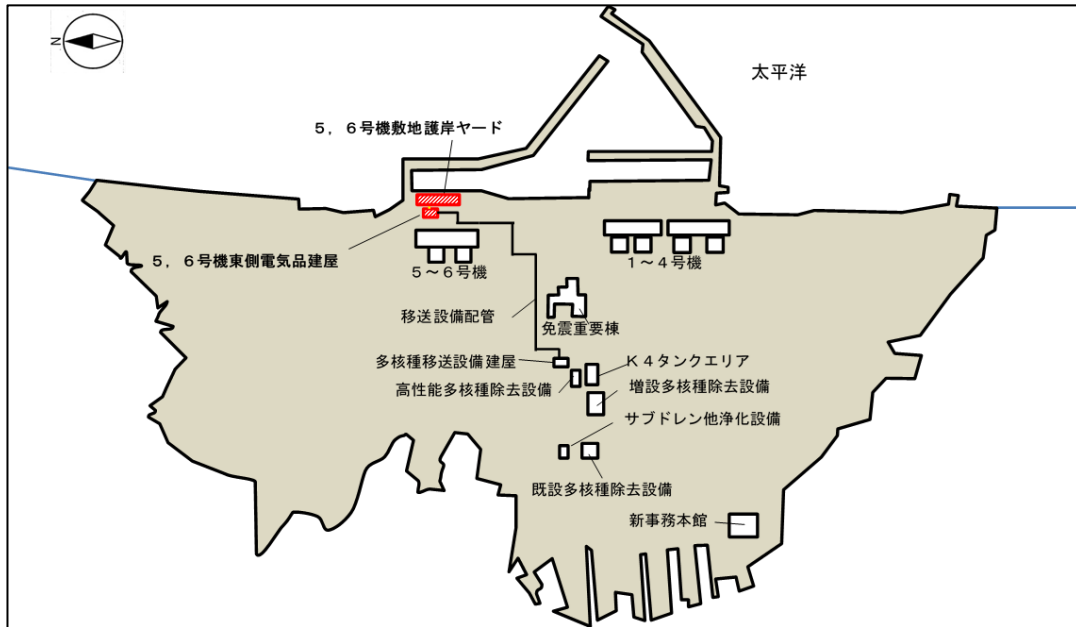 N
太平洋
５，６号機敷地護岸ヤード
５，６号機東側電気品建屋
５～６号機
１～４号機
移送設備配管
免震重要棟
多核種移送設備建屋
Ｋ４タンクエリア
高性能多核種除去設備
増設多核種除去設備
サブドレン他浄化設備
既設多核種除去設備
新事務本館